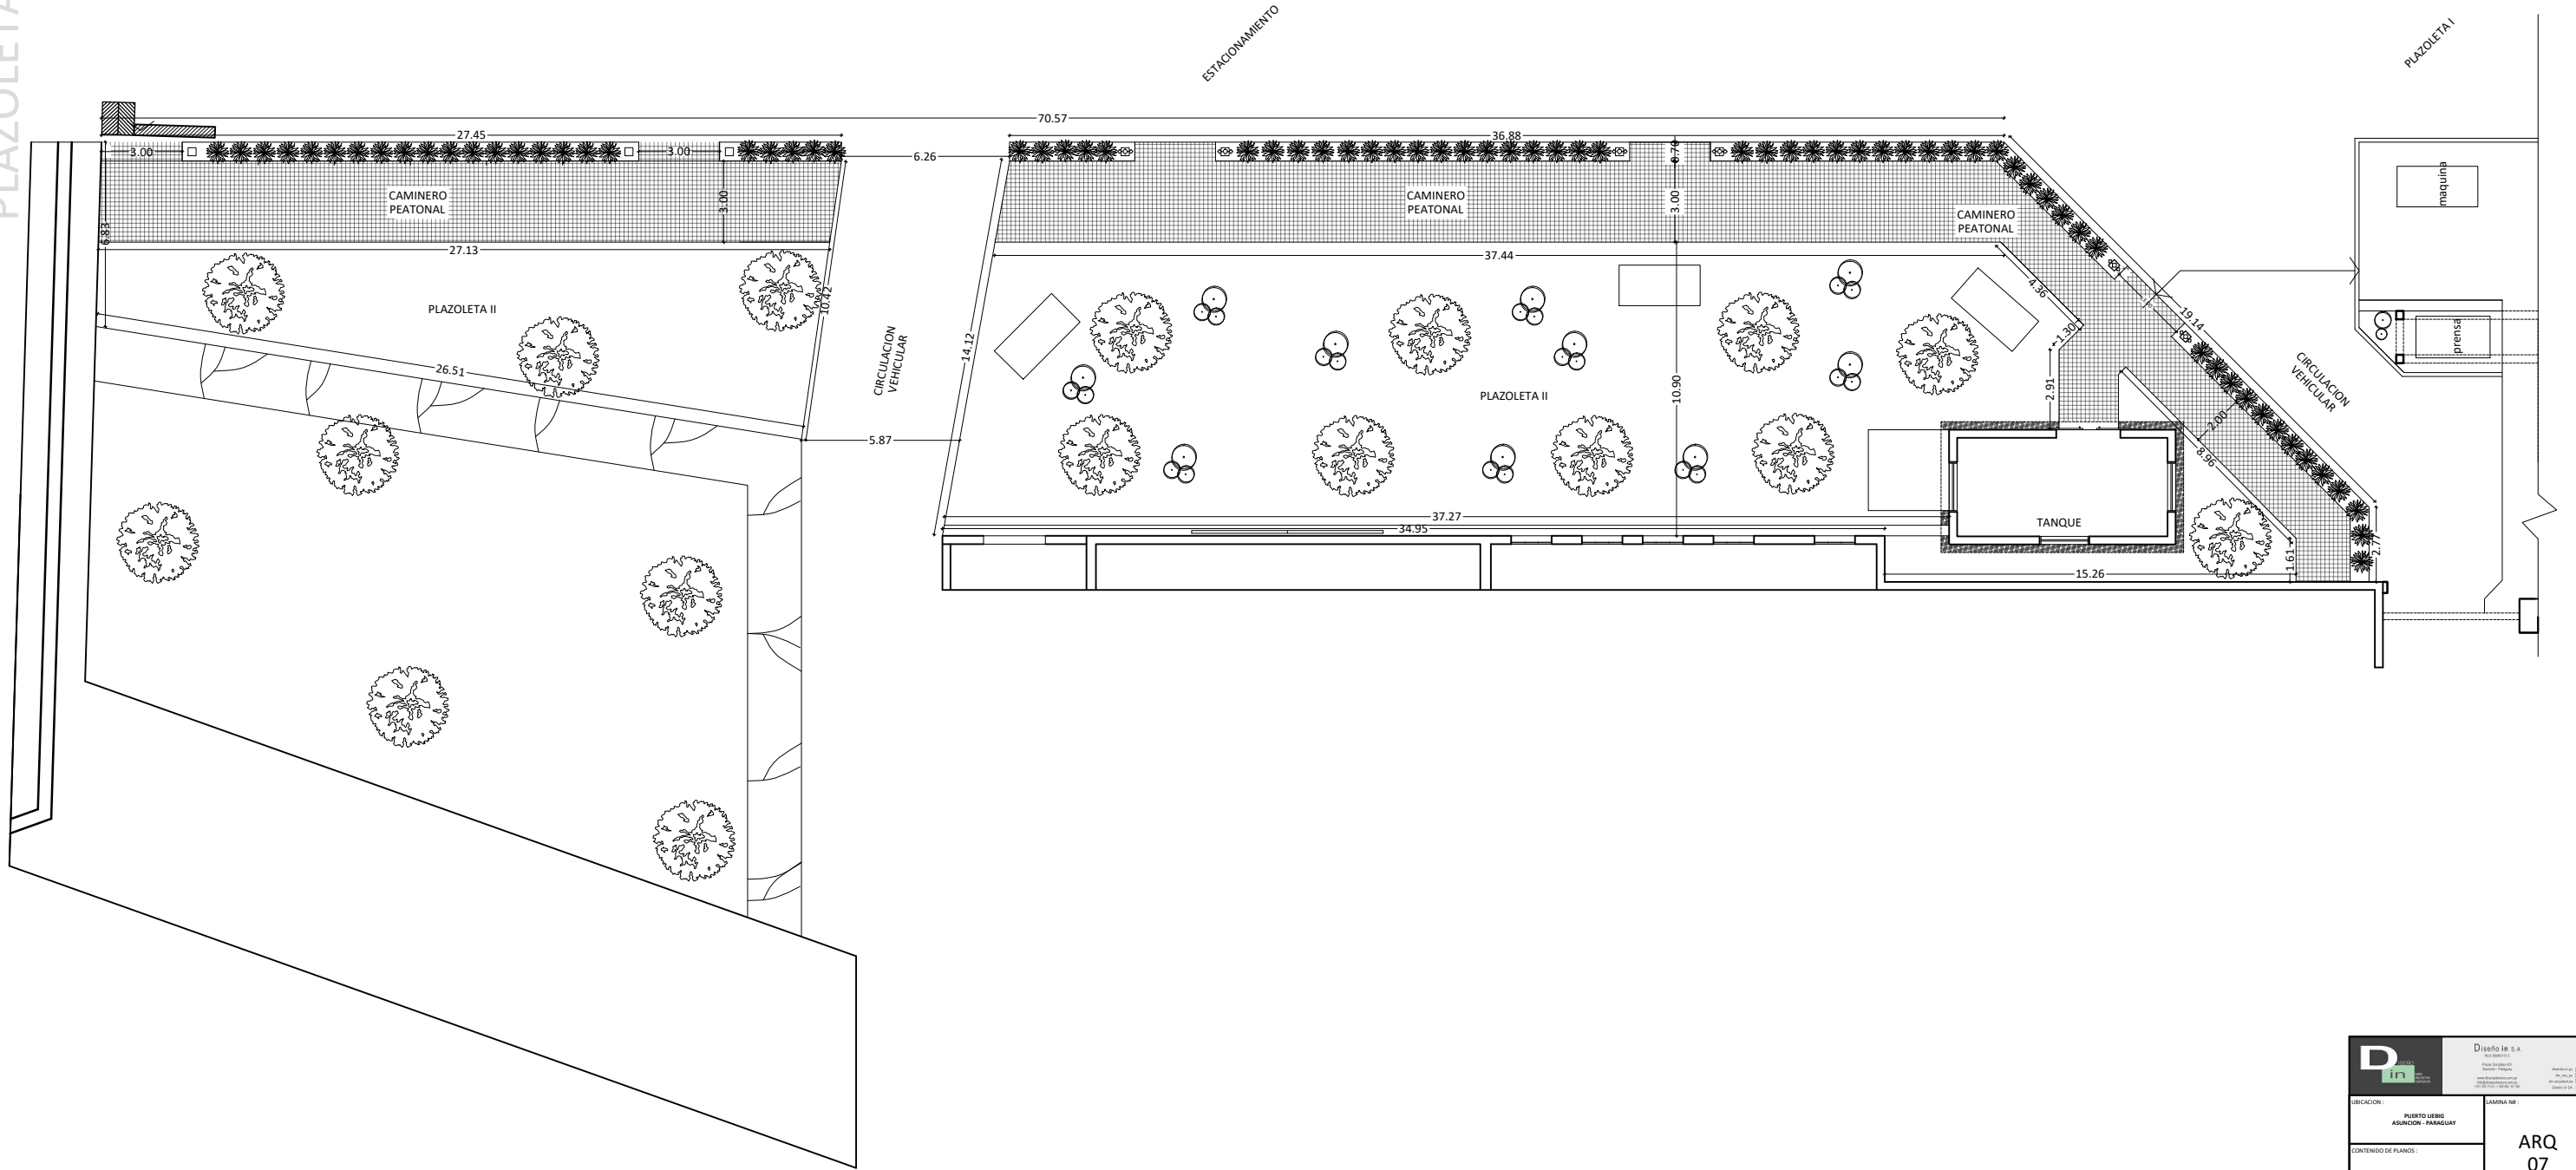 PLAZOLETA
ESTACIONAMIENTO
PLAZOLETA I
70.57
27.45
36.88
3.00
3.00
6.26
0.70
maquina
CAMINERO
PEATONAL
3.00
CAMINERO
PEATONAL
3.00
CAMINERO
PEATONAL
6.83
27.13
37.44
PLAZOLETA II
10.42
4.36
19.14
1.30
prensa
CIRCULACION
VEHICULAR
14.12
26.51
PLAZOLETA II
10.90
2.91
CIRCULACION
VEHICULAR
2.00
5.87
8.96
37.27
34.95
TANQUE
2.77
1.61
15.26
D
in
DISEÑO
Diseño in S.A
UBICACION :
PUERTO LIEBIG
ASUNCION - PARAGUAY
LAMINA Nº :
ARQ
07
CONTENIDO DE PLANOS :